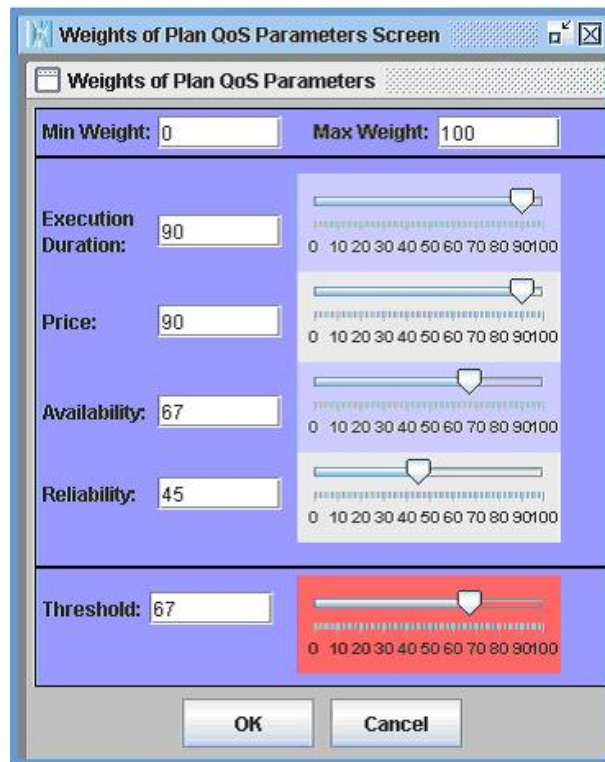 Weights of Plan QoS Parameters Screen
Weights of Plan QoS Parameters
Min Weight: 0 Max Weight: 100
Execution
Duration: 90
0 10 20 30 40 50 60 70 80 90100
Price: 90
0 10 20 30 40 50 60 70 80 90100
Availability: 67
0 10 20 30 40 50 60 70 80 90100
Reliability: 45
0 10 20 30 40 50 60 70 80 90100
Threshold: 67
0 10 20 30 40 50 60 70 80 90100
OK Cancel